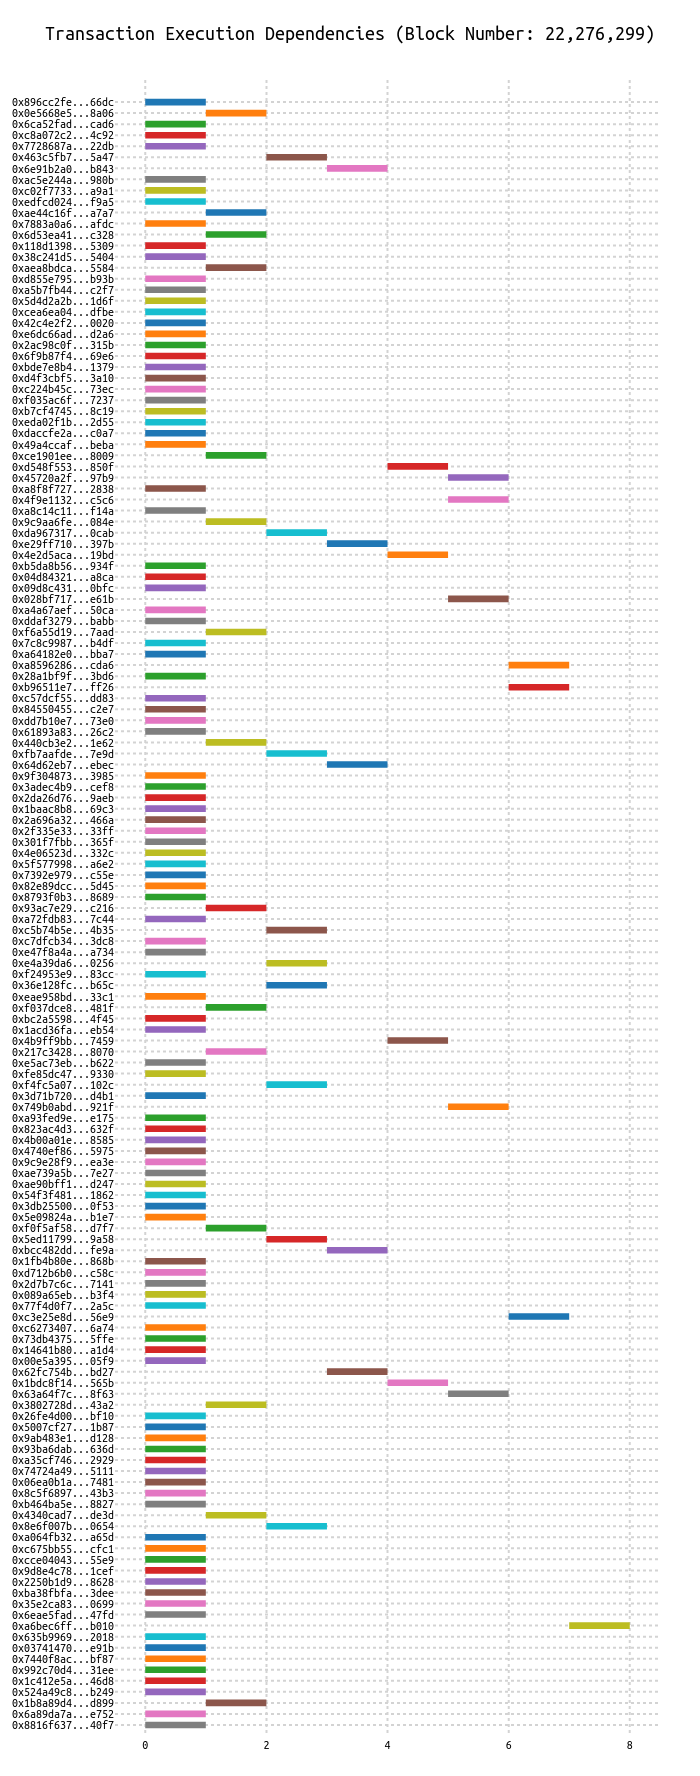 Transaction Execution Dependencies (Block Number: 22,276,299)
0x896cc2fe...66dc
0x0e5668e5...8a06
0x6ca52fad...cad6
0xc8a072c2...4c92
0x7728687a...22db
0x463c5fb7...5a47
0x6e91b2a0...b843
0xac5e244a...980b
0xc02f7733...a9a1
0xedfcd024...f9a5
0xae44c16f...a7a7
0x7883a0a6...afdc
0x6d53ea41...c328
0x118d1398...5309
0x38c241d5...5404
0xaea8bdca...5584
0xd855e795...b93b
0xa5b7fb44...c2f7
0x5d4d2a2b...1d6f
0xcea6ea04...dfbe
0x42c4e2f2...0020
0xe6dc66ad...d2a6
0x2ac98c0f...315b
0x6f9b87f4...69e6
0xbde7e8b4...1379
0xd4f3cbf5...3a10
0xc224b45c...73ec
0xf035ac6f...7237
0xb7cf4745...8c19
0xeda02f1b...2d55
0xdaccfe2a...c0a7
0x49a4ccaf...beba
0xce1901ee...8009
0xd548f553...850f
0x45720a2f...97b9
0xa8f8f727...2838
0x4f9e1132...c5c6
0xa8c14c11...f14a
0x9c9aa6fe...084e
0xda967317...0cab
0xe29ff710...397b
0x4e2d5aca...19bd
0xb5da8b56...934f
0x04d84321...a8ca
0x09d8c431...0bfc
0x028bf717...e61b
0xa4a67aef...50ca
0xddaf3279...babb
0xf6a55d19...7aad
0x7c8c9987...b4df
0xa64182e0...bba7
0xa8596286...cda6
0x28a1bf9f...3bd6
0xb96511e7...ff26
0xc57dcf55...dd83
0x84550455...c2e7
0xdd7b10e7...73e0
0x61893a83...26c2
0x440cb3e2...1e62
0xfb7aafde...7e9d
0x64d62eb7...ebec
0x9f304873...3985
0x3adec4b9...cef8
0x2da26d76...9aeb
0x1baac8b8...69c3
0x2a696a32...466a
0x2f335e33...33ff
0x301f7fbb...365f
0x4e06523d...332c
0x5f577998...a6e2
0x7392e979...c55e
0x82e89dcc...5d45
0x8793f0b3...8689
0x93ac7e29...c216
0xa72fdb83...7c44
0xc5b74b5e...4b35
0xc7dfcb34...3dc8
0xe47f8a4a...a734
0xe4a39da6...0256
0xf24953e9...83cc
0x36e128fc...b65c
0xeae958bd...33c1
0xf037dce8...481f
0xbc2a5598...4f45
0x1acd36fa...eb54
0x4b9ff9bb...7459
0x217c3428...8070
0xe5ac73eb...b622
0xfe85dc47...9330
0xf4fc5a07...102c
0x3d71b720...d4b1
0x749b0abd...921f
0xa93fed9e...e175
0x823ac4d3...632f
0x4b00a01e...8585
0x4740ef86...5975
0x9c9e28f9...ea3e
0xae739a5b...7e27
0xae90bff1...d247
0x54f3f481...1862
0x3db25500...0f53
0x5e09824a...b1e7
0xf0f5af58...d7f7
0x5ed11799...9a58
0xbcc482dd...fe9a
0x1fb4b80e...868b
0xd712b6b0...c58c
0x2d7b7c6c...7141
0x089a65eb...b3f4
0x77f4d0f7...2a5c
0xc3e25e8d...56e9
0xc6273407...6a74
0x73db4375...5ffe
0x14641b80...a1d4
0x00e5a395...05f9
0x62fc754b...bd27
0x1bdc8f14...565b
0x63a64f7c...8f63
0x3802728d...43a2
0x26fe4d00...bf10
0x5007cf27...1b87
0x9ab483e1...d128
0x93ba6dab...636d
0xa35cf746...2929
0x74724a49...5111
0x06ea0b1a...7481
0x8c5f6897...43b3
0xb464ba5e...8827
0x4340cad7...de3d
0x8e6f007b...0654
0xa064fb32...a65d
0xc675bb55...cfc1
0xcce04043...55e9
0x9d8e4c78...1cef
0x2250b1d9...8628
0xba38fbfa...3dee
0x35e2ca83...0699
0x6eae5fad...47fd
0xa6bec6ff...b010
0x635b9969...2018
0x03741470...e91b
0x7440f8ac...bf87
0x992c70d4...31ee
0x1c412e5a...46d8
0x524a49c8...b249
0x1b8a89d4...d899
0x6a89da7a...e752
0x8816f637...40f7
0 2 4 6 8